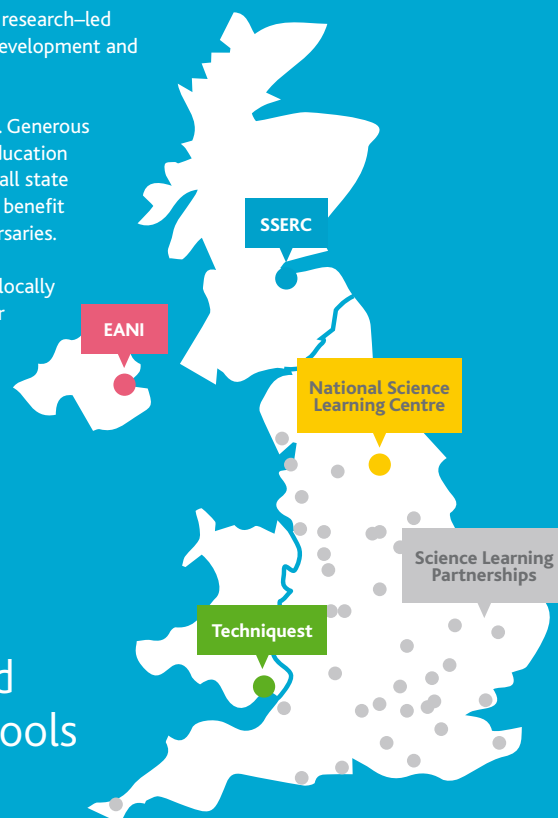 research–led
evelopment and
. Generous
ducation
all state
benefit
rsaries.
locally
r
SSERC
EANI
National Science
Learning Centre
Science Learning
Partnerships
Techniquest
d
ools